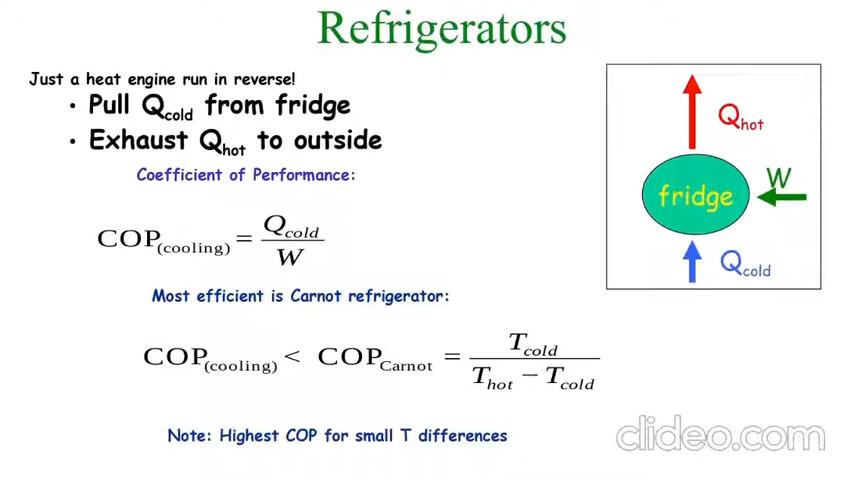 Refrigerators
Just a heat engine run in reverse!
• Pull Qcold from fridge
• Exhaust Qhot to outside
Coefficient of Performance:
COP(cooling) = Qcold / W
Most efficient is Carnot refrigerator:
COP(cooling) < COPCarnot = Tcold / Thot − Tcold
Note: Highest COP for small T differences
Qhot
W
fridge
Qcold
clideo.com